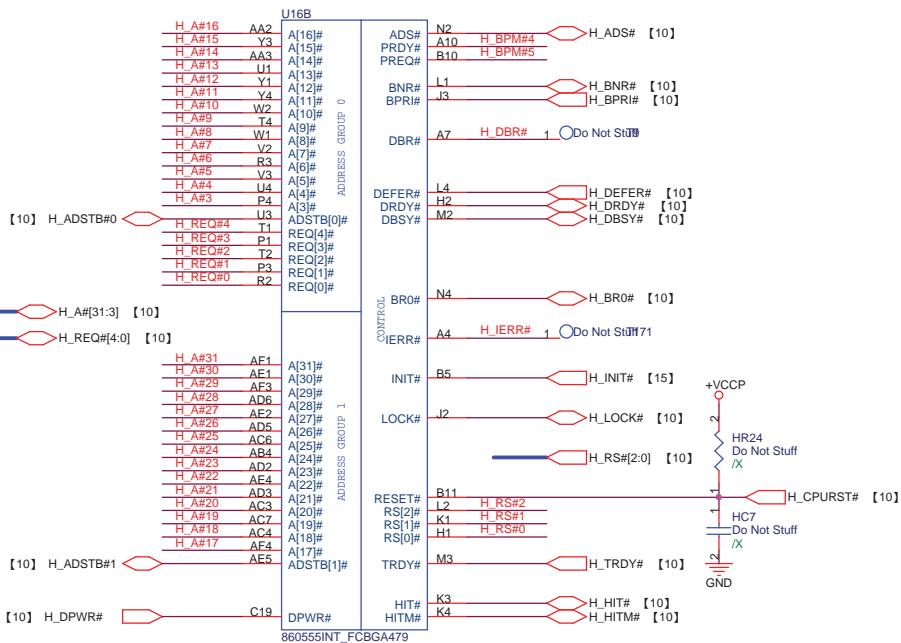 U16B
H_A#16 AA2 A[16]# ADS# N2 H_ADS# 【10】
H_A#15 Y3 A[15]# PRDY# A10 H_BPM#4
H_A#14 AA3 A[14]# PREQ# B10 H_BPM#5
H_A#13 U1 A[13]#
H_A#12 Y1 A[12]# BNR# L1 H_BNR# 【10】
H_A#11 Y4 A[11]# BPRI# J3 H_BPRI# 【10】
H_A#10 W2 A[10]#
H_A#9 T4 A[9]#
H_A#8 W1 A[8]# DBR# A7 H_DBR# 1 Do Not Stuff
H_A#7 V2 A[7]#
H_A#6 R3 A[6]#
H_A#5 V3 A[5]#
H_A#4 U4 A[4]# DEFER# L4 H_DEFER# 【10】
H_A#3 P4 A[3]# DRDY# H2 H_DRDY# 【10】
【10】 H_ADSTB#0 U3 ADSTB[0]# DBSY# M2 H_DBSY# 【10】
H_REQ#4 T1 REQ[4]#
H_REQ#3 P1 REQ[3]#
H_REQ#2 T2 REQ[2]#
H_REQ#1 P3 REQ[1]#
H_REQ#0 R2 REQ[0]#
ADDRESS GROUP 0
BR0# N4 H_BR0# 【10】
H_A#[31:3] 【10】
CONTROL
H_REQ#[4:0] 【10】 IERR# A4 H_IERR# 1 Do Not Stuff
H_A#31 AF1 A[31]#
H_A#30 AE1 A[30]# INIT# B5 H_INIT# 【15】
H_A#29 AF3 A[29]#
H_A#28 AD6 A[28]#
H_A#27 AE2 A[27]# LOCK# J2 H_LOCK# 【10】
H_A#26 AD5 A[26]#
H_A#25 AC6 A[25]#
H_A#24 AB4 A[24]# H_RS#[2:0] 【10】
H_A#23 AD2 A[23]#
H_A#22 AE4 A[22]#
H_A#21 AD3 A[21]# RESET# B11 H_CPURST# 【10】
H_A#20 AC3 A[20]# RS[2]# L2 H_RS#2
H_A#19 AC7 A[19]# RS[1]# K1 H_RS#1
H_A#18 AC4 A[18]# RS[0]# H1 H_RS#0
H_A#17 AF4 A[17]#
【10】 H_ADSTB#1 AE5 ADSTB[1]# TRDY# M3 H_TRDY# 【10】
ADDRESS GROUP 1
HIT# K3 H_HIT# 【10】
【10】 H_DPWR# C19 DPWR# HITM# K4 H_HITM# 【10】
860555INT_FCBGA479
+VCCP
2
HR24
Do Not Stuff
/X
1
1
HC7
Do Not Stuff
/X
2
GND